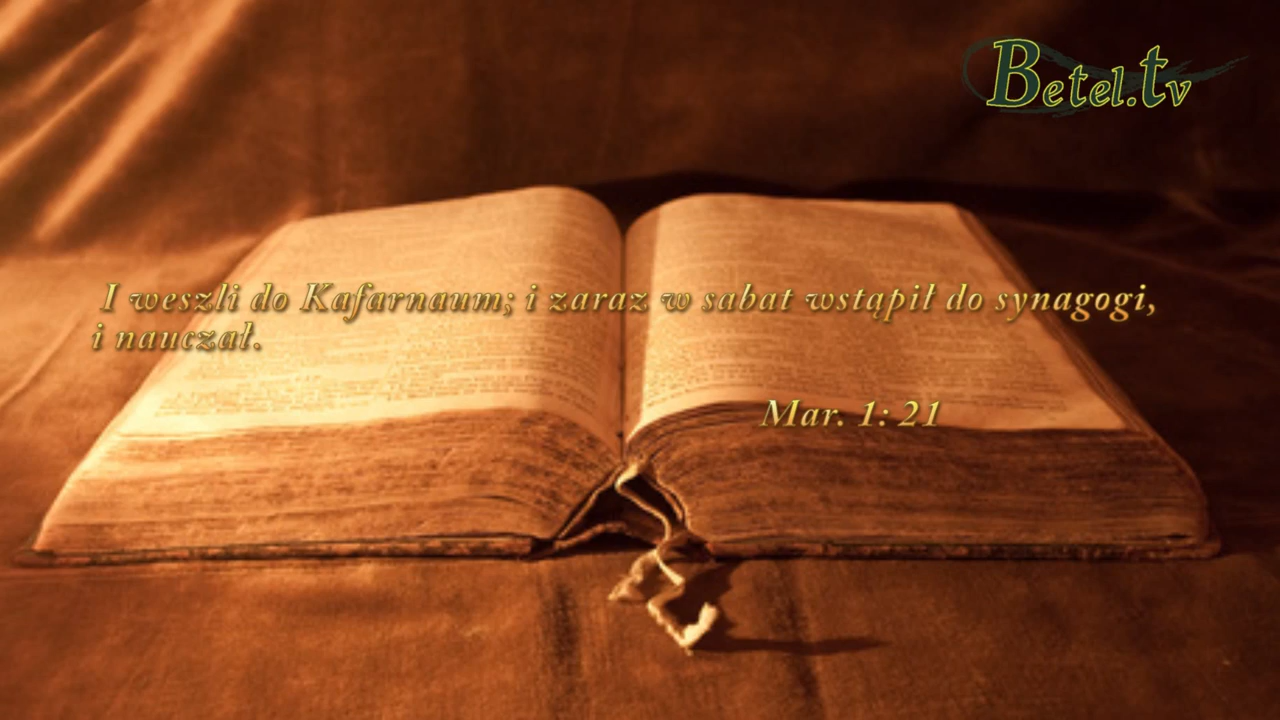 Betel.tv
I weszli do Kafarnaum; i zaraz w sabat wstąpił do synagogi,
i nauczał.
Mar. 1: 21